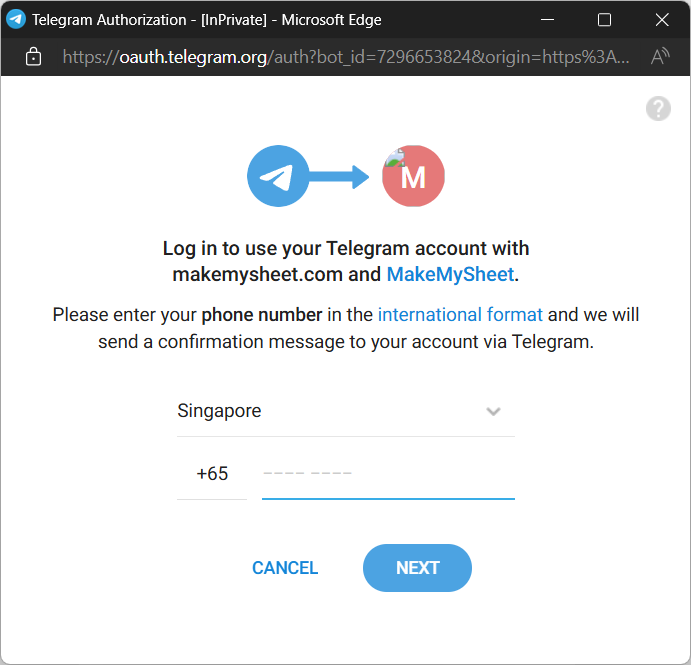 Telegram Authorization - [InPrivate] - Microsoft Edge
https://oauth.telegram.org/auth?bot_id=7296653824&origin=https%3A...
?
M
Log in to use your Telegram account with
makemysheet.com and MakeMySheet.
Please enter your phone number in the international format and we will
send a confirmation message to your account via Telegram.
Singapore
+65 ---- ----
CANCEL NEXT